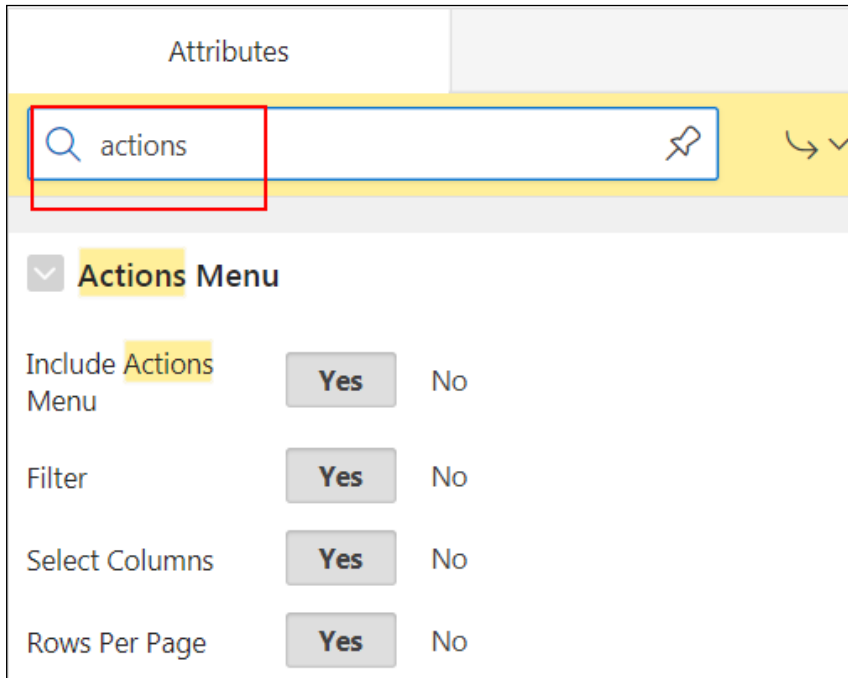 Attributes
actions
Actions Menu
Include Actions
Menu
Yes No
Filter Yes No
Select Columns Yes No
Rows Per Page Yes No